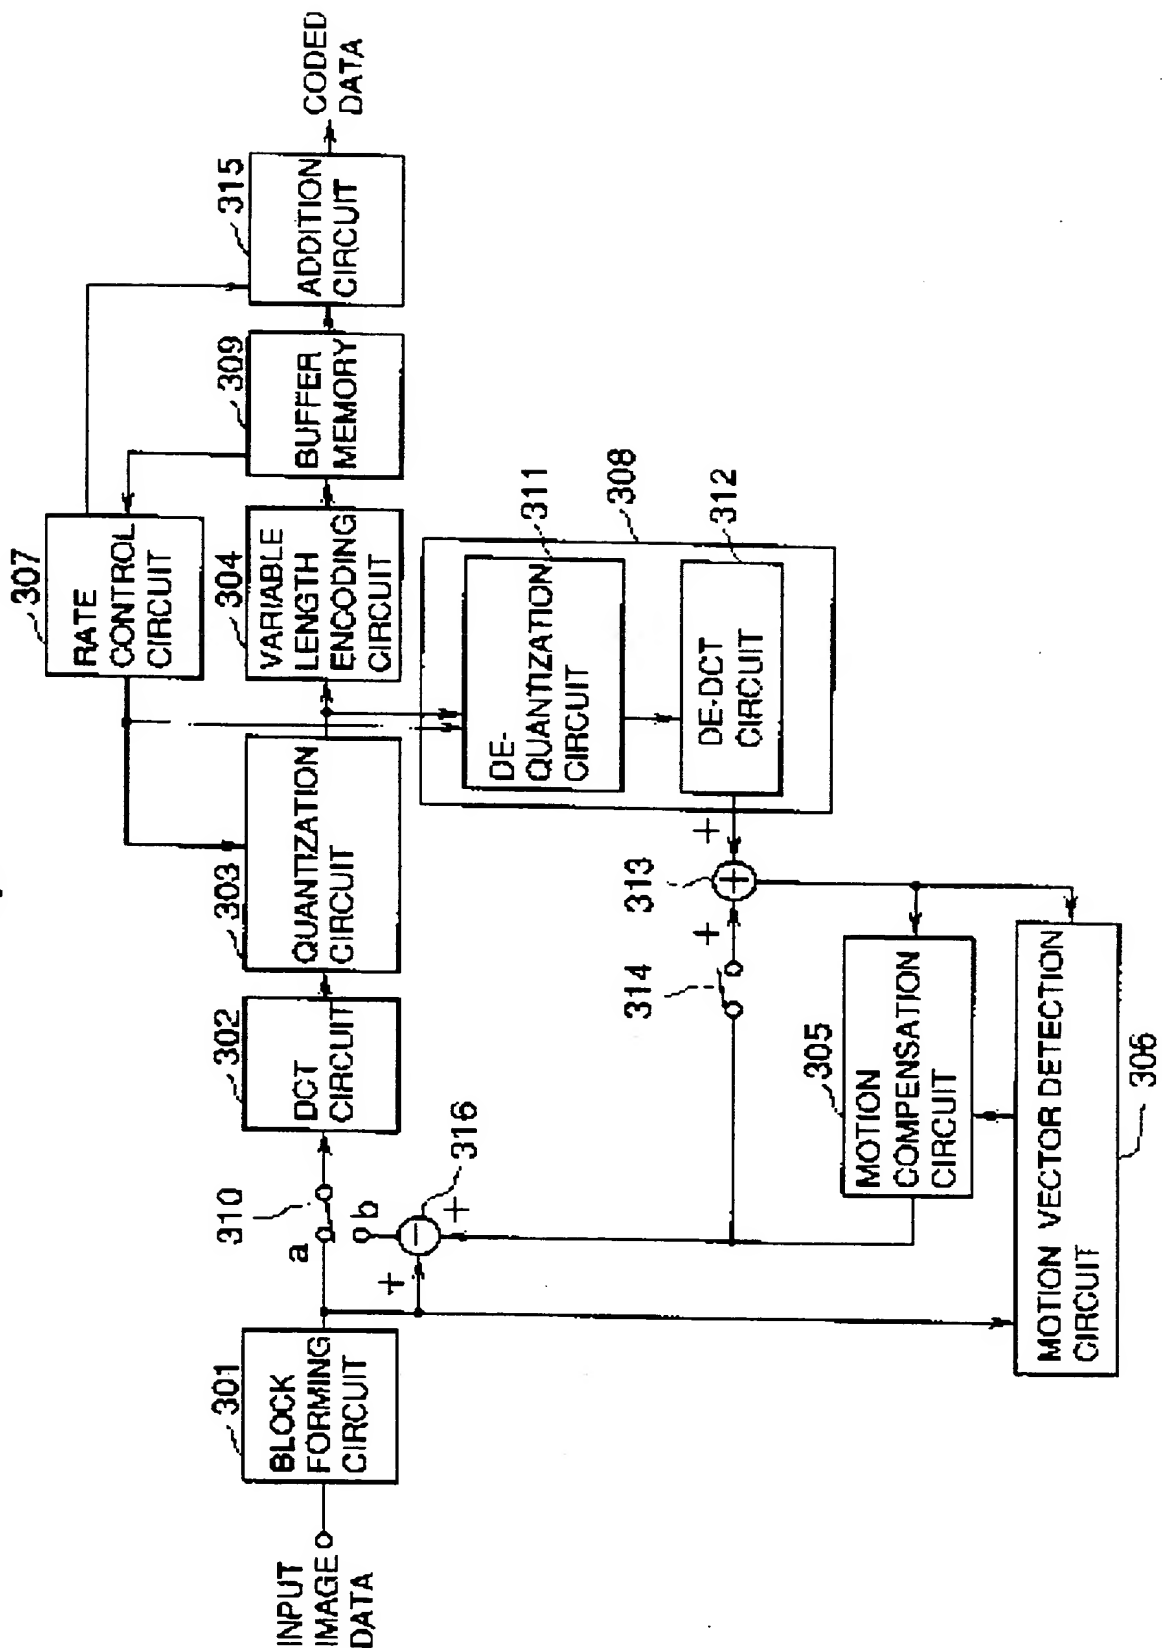 INPUT
IMAGE
DATA
301
BLOCK
FORMING
CIRCUIT
a
310
b
+
−
+
316
302
DCT
CIRCUIT
303
QUANTIZATION
CIRCUIT
307
RATE
CONTROL
CIRCUIT
304
VARIABLE
LENGTH
ENCODING
CIRCUIT
309
BUFFER
MEMORY
315
ADDITION
CIRCUIT
CODED
DATA
311
DE-
QUANTIZATION
CIRCUIT
308
312
DE-DCT
CIRCUIT
+
313
+
+
314
305
MOTION
COMPENSATION
CIRCUIT
MOTION VECTOR DETECTION
CIRCUIT
306